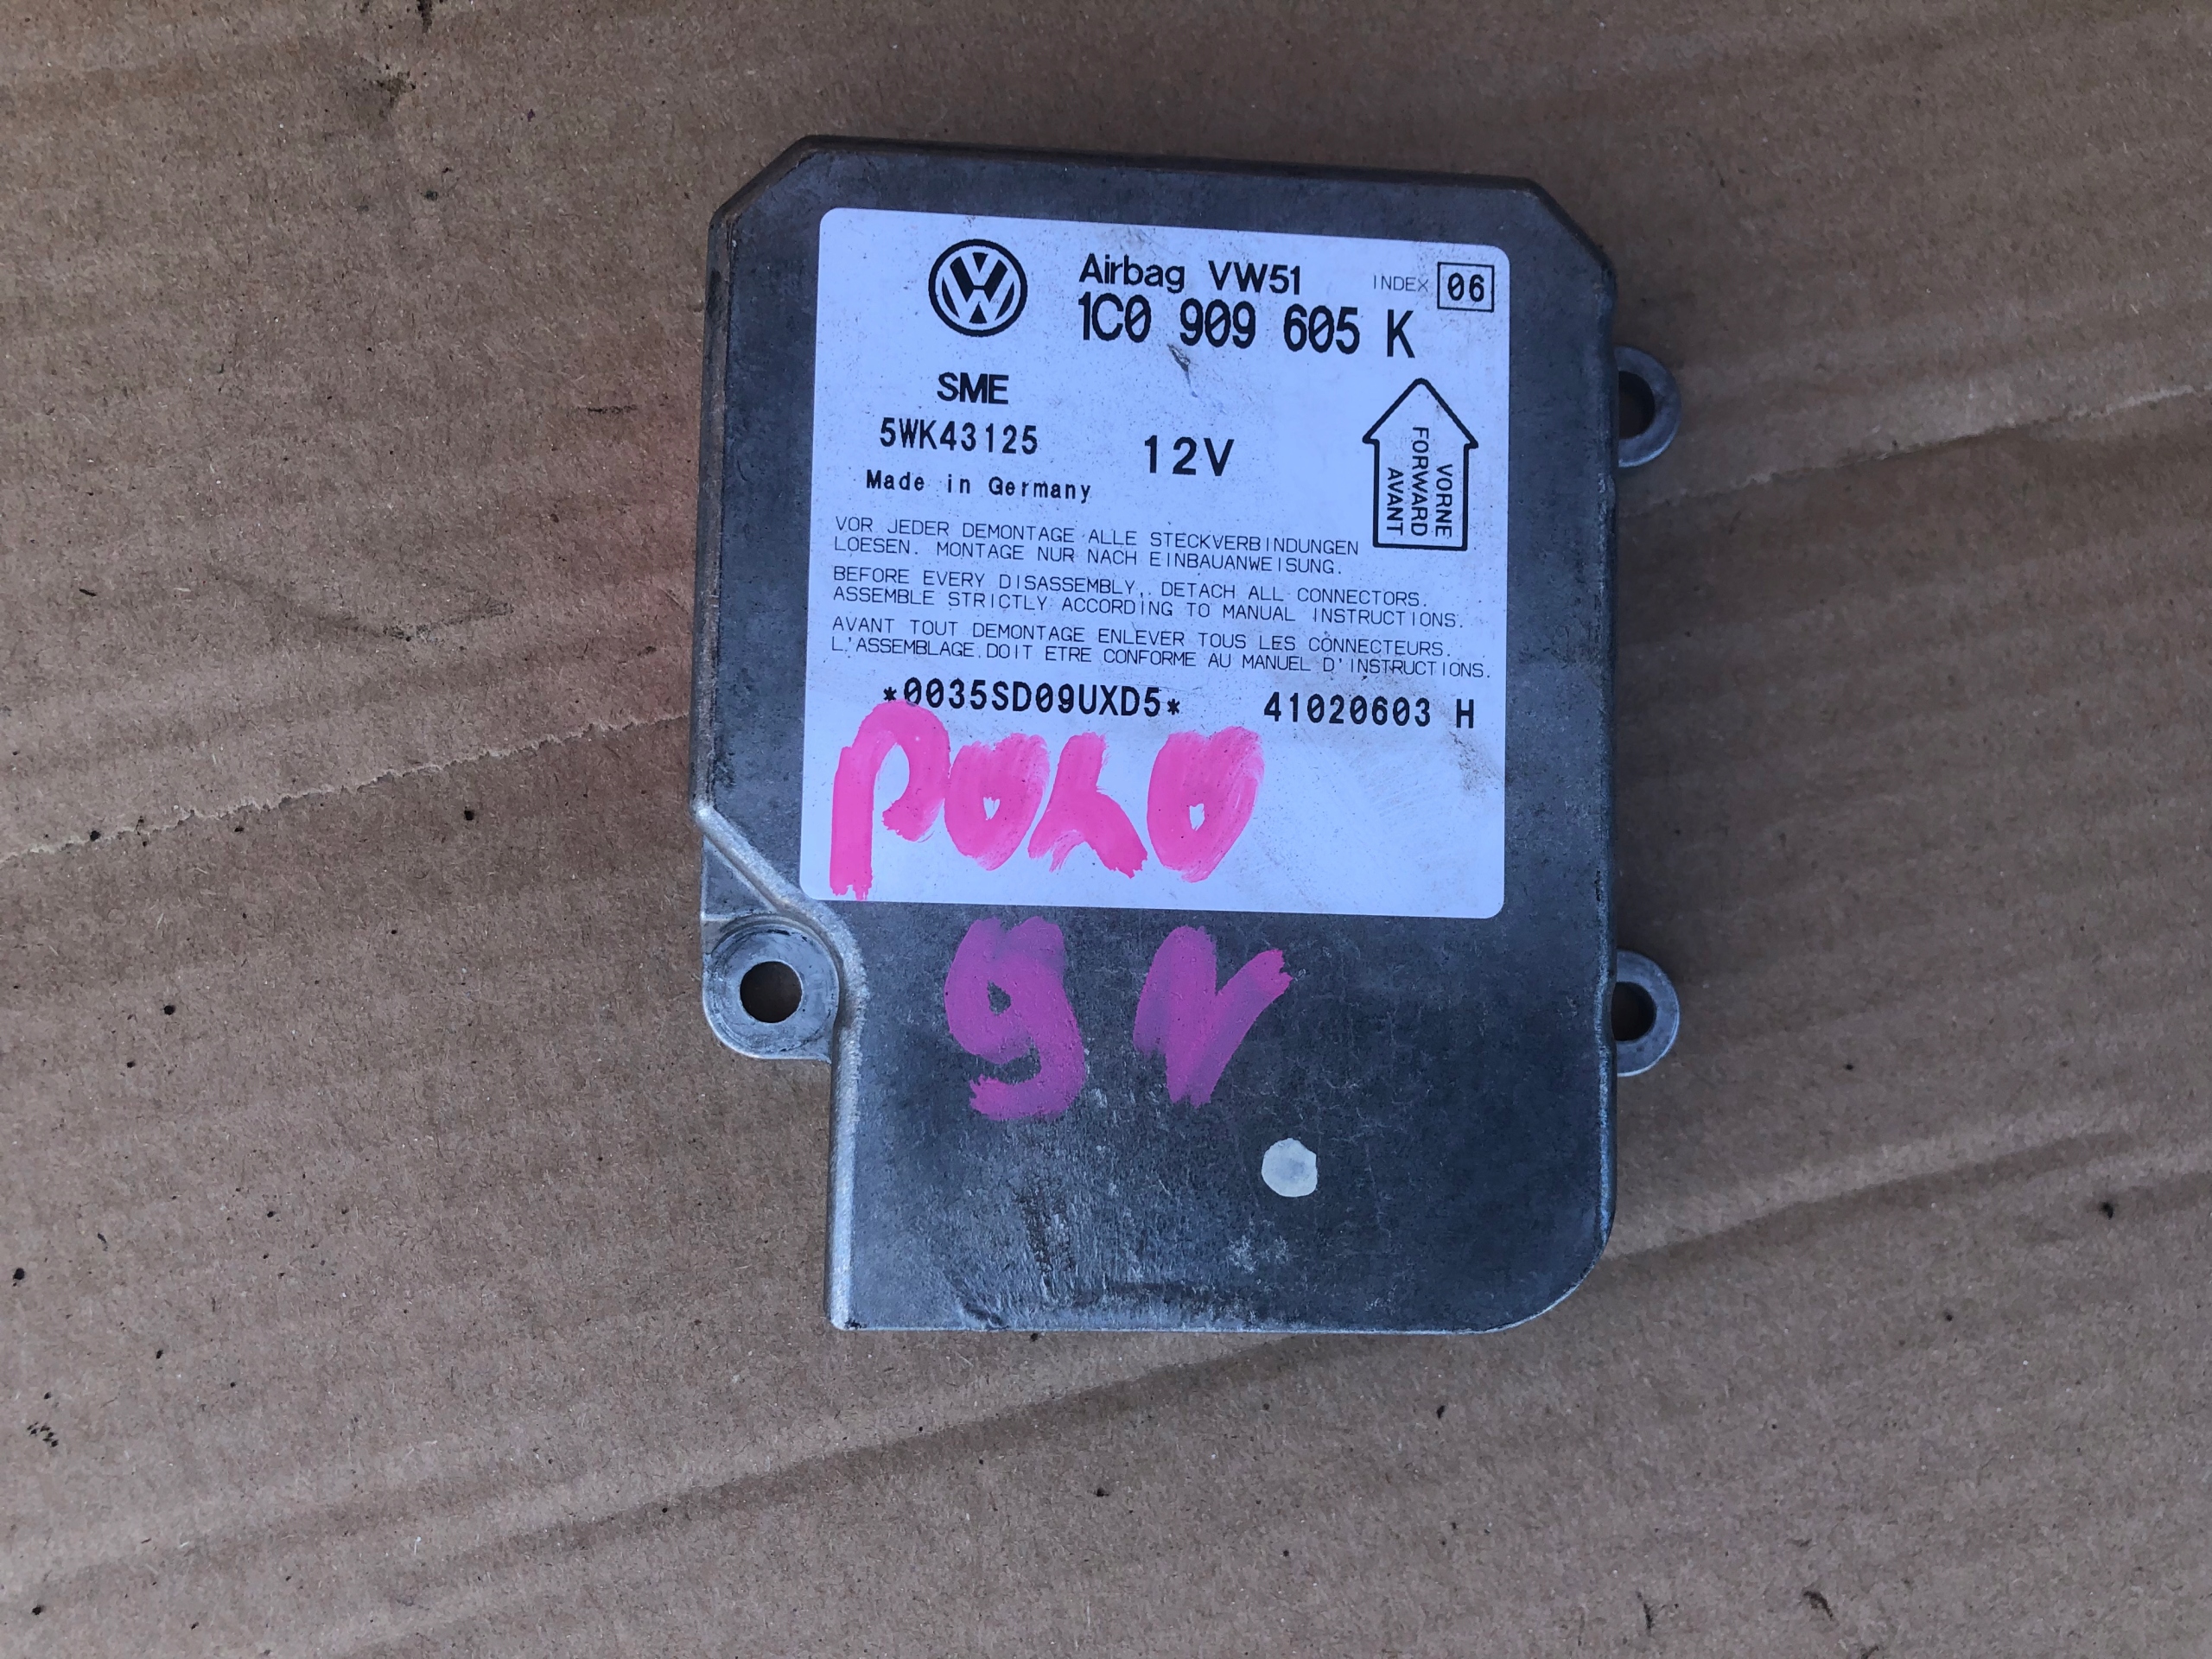 Airbag VW51 INDEX 06
1C0 909 605 K
SME
5WK43125 12V
Made in Germany
VORNE
FORWARD
AVANT
VOR JEDER DEMONTAGE ALLE STECKVERBINDUNGEN
LOESEN. MONTAGE NUR NACH EINBAUANWEISUNG.
BEFORE EVERY DISASSEMBLY, DETACH ALL CONNECTORS.
ASSEMBLE STRICTLY ACCORDING TO MANUAL INSTRUCTIONS.
AVANT TOUT DEMONTAGE ENLEVER TOUS LES CONNECTEURS.
L'ASSEMBLAGE DOIT ETRE CONFORME AU MANUEL D'INSTRUCTIONS.
*0035SD09UXD5* 41020603 H
POLO
9N